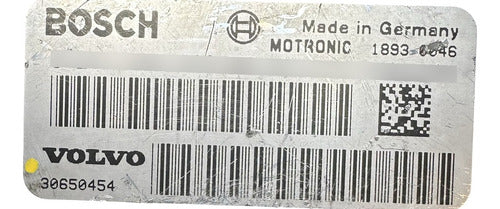 BOSCH
Made in Germany
MOTRONIC 1893
VOLVO
30650454